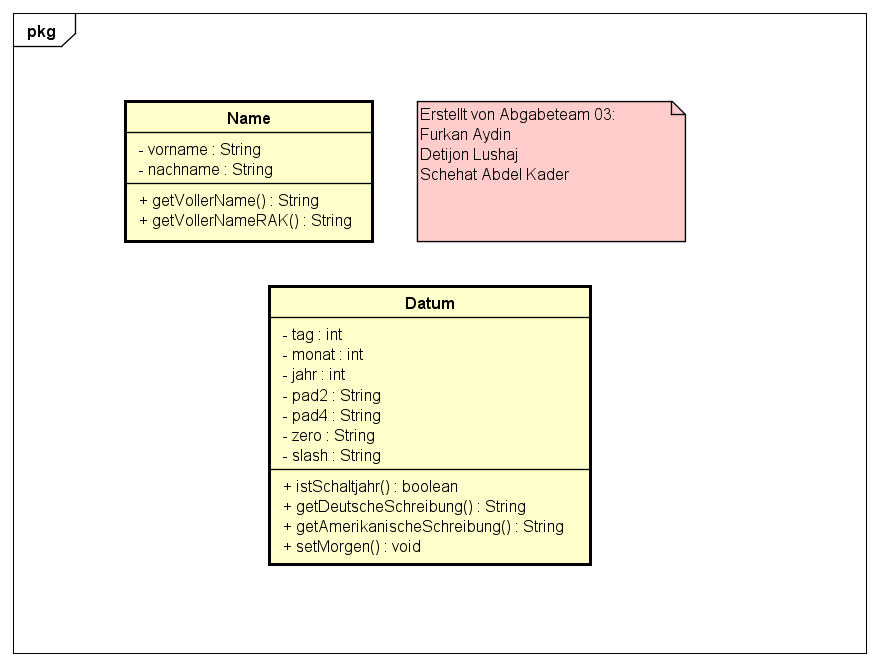 pkg
Name
- vorname : String
- nachname : String
+ getVollerName() : String
+ getVollerNameRAK() : String
Erstellt von Abgabeteam 03:
Furkan Aydin
Detijon Lushaj
Schehat Abdel Kader
Datum
- tag : int
- monat : int
- jahr : int
- pad2 : String
- pad4 : String
- zero : String
- slash : String
+ istSchaltjahr() : boolean
+ getDeutscheSchreibung() : String
+ getAmerikanischeSchreibung() : String
+ setMorgen() : void